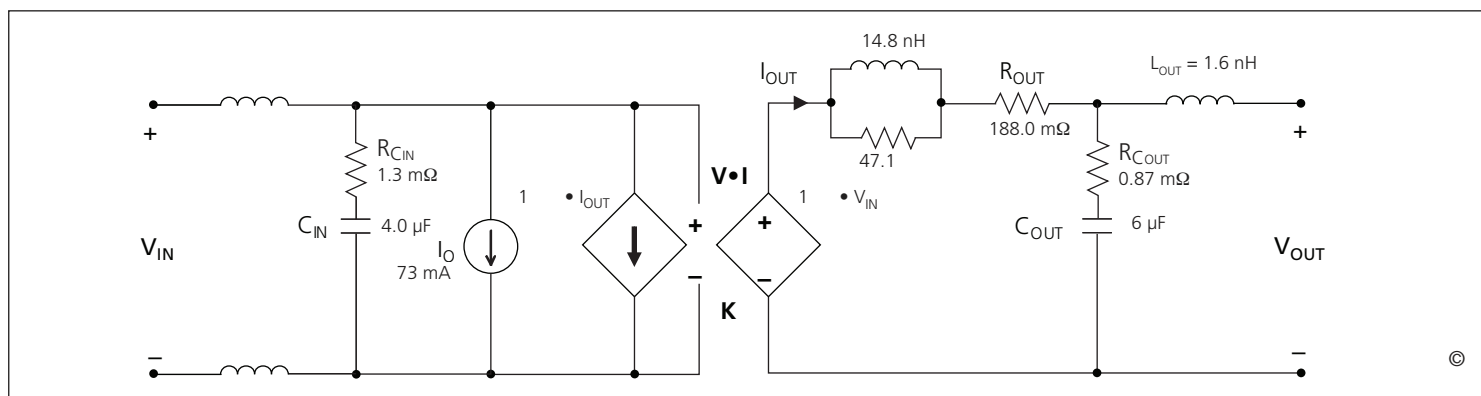 14.8 nH
I_OUT
R_OUT
L_OUT = 1.6 nH
+
188.0 mΩ
+
R_CIN
1.3 mΩ
47.1
R_COUT
0.87 mΩ
V•I
1
• I_OUT
1
• V_IN
C_IN
4.0 µF
+
+
C_OUT
6 µF
V_IN
I_O
73 mA
V_OUT
–
–
K
–
–
©